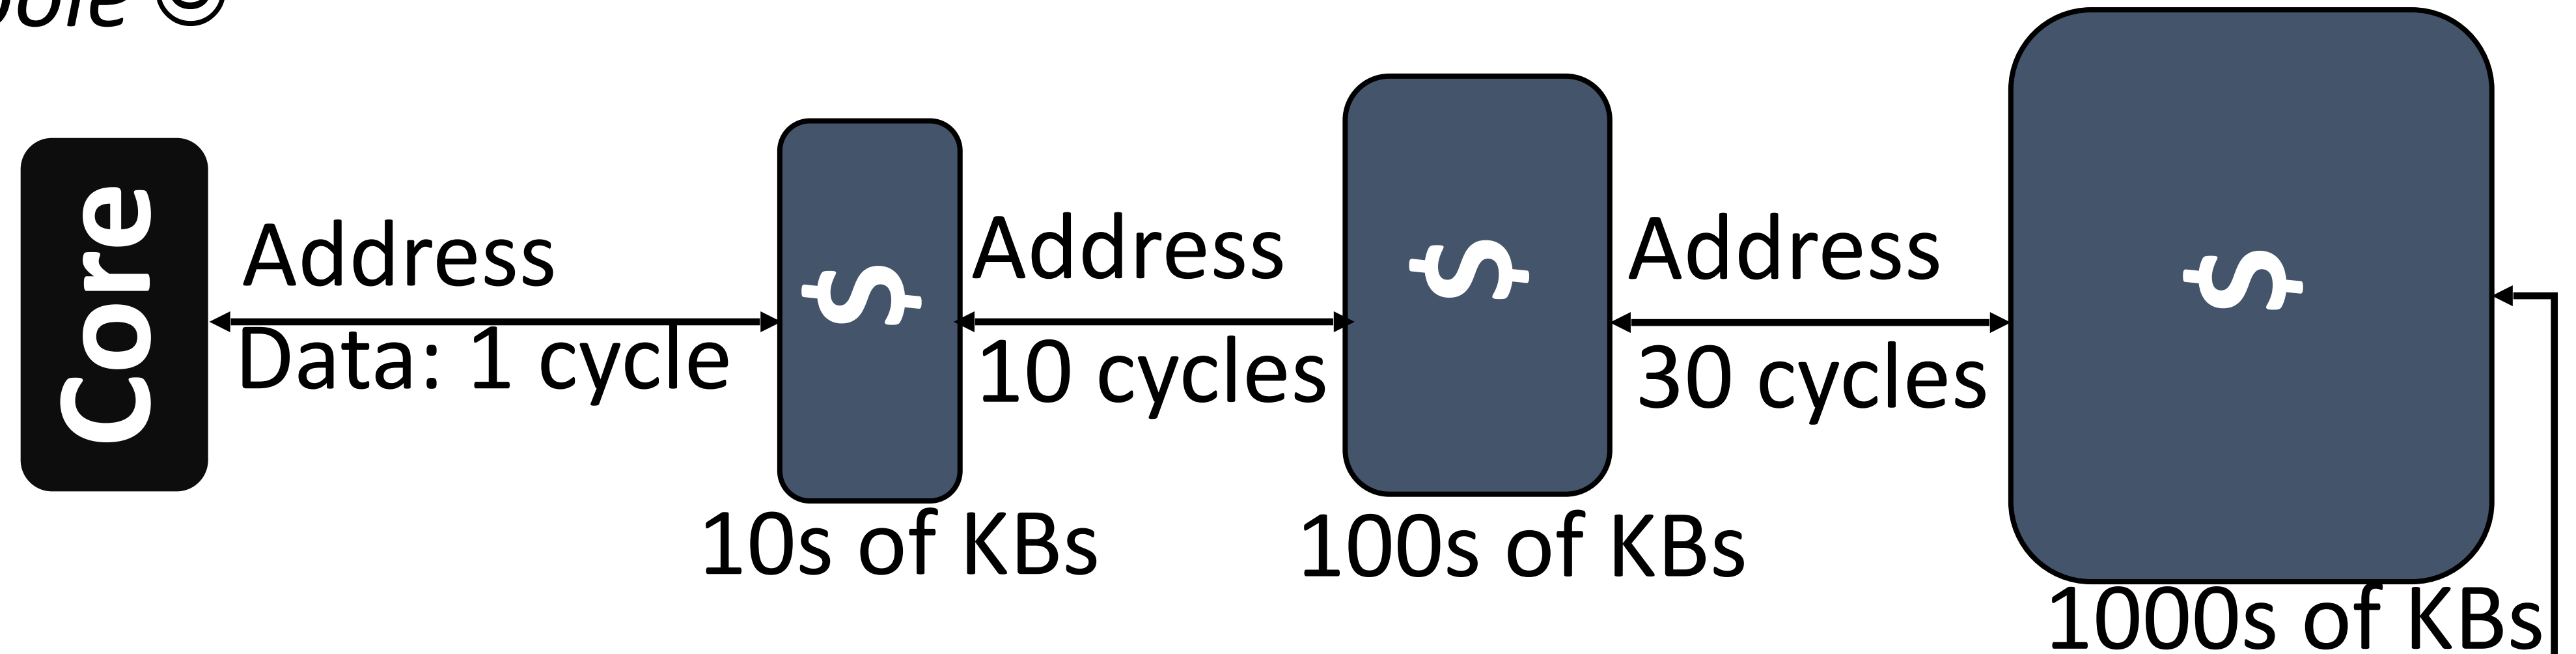 ☺
Core
Address
Data: 1 cycle
$
10s of KBs
Address
10 cycles
$
100s of KBs
Address
30 cycles
$
1000s of KBs